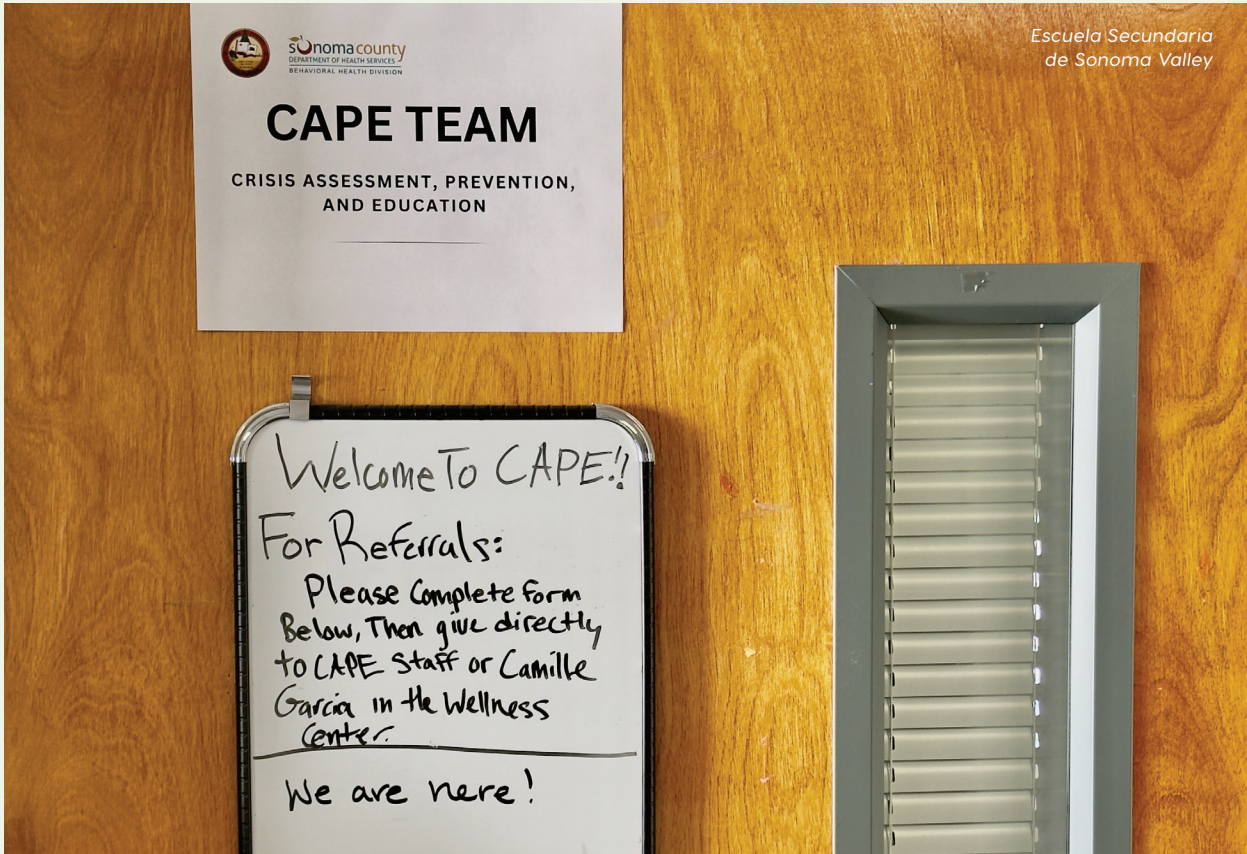 Escuela Secundaria
de Sonoma Valley
sonoma county
DEPARTMENT OF HEALTH SERVICES
BEHAVIORAL HEALTH DIVISION
CAPE TEAM
CRISIS ASSESSMENT, PREVENTION,
AND EDUCATION
Welcome To CAPE!!
For Referrals:
Please Complete form
Below, Then give directly
to CAPE Staff or Camille
Garcia in the Wellness
Center.
We are here!